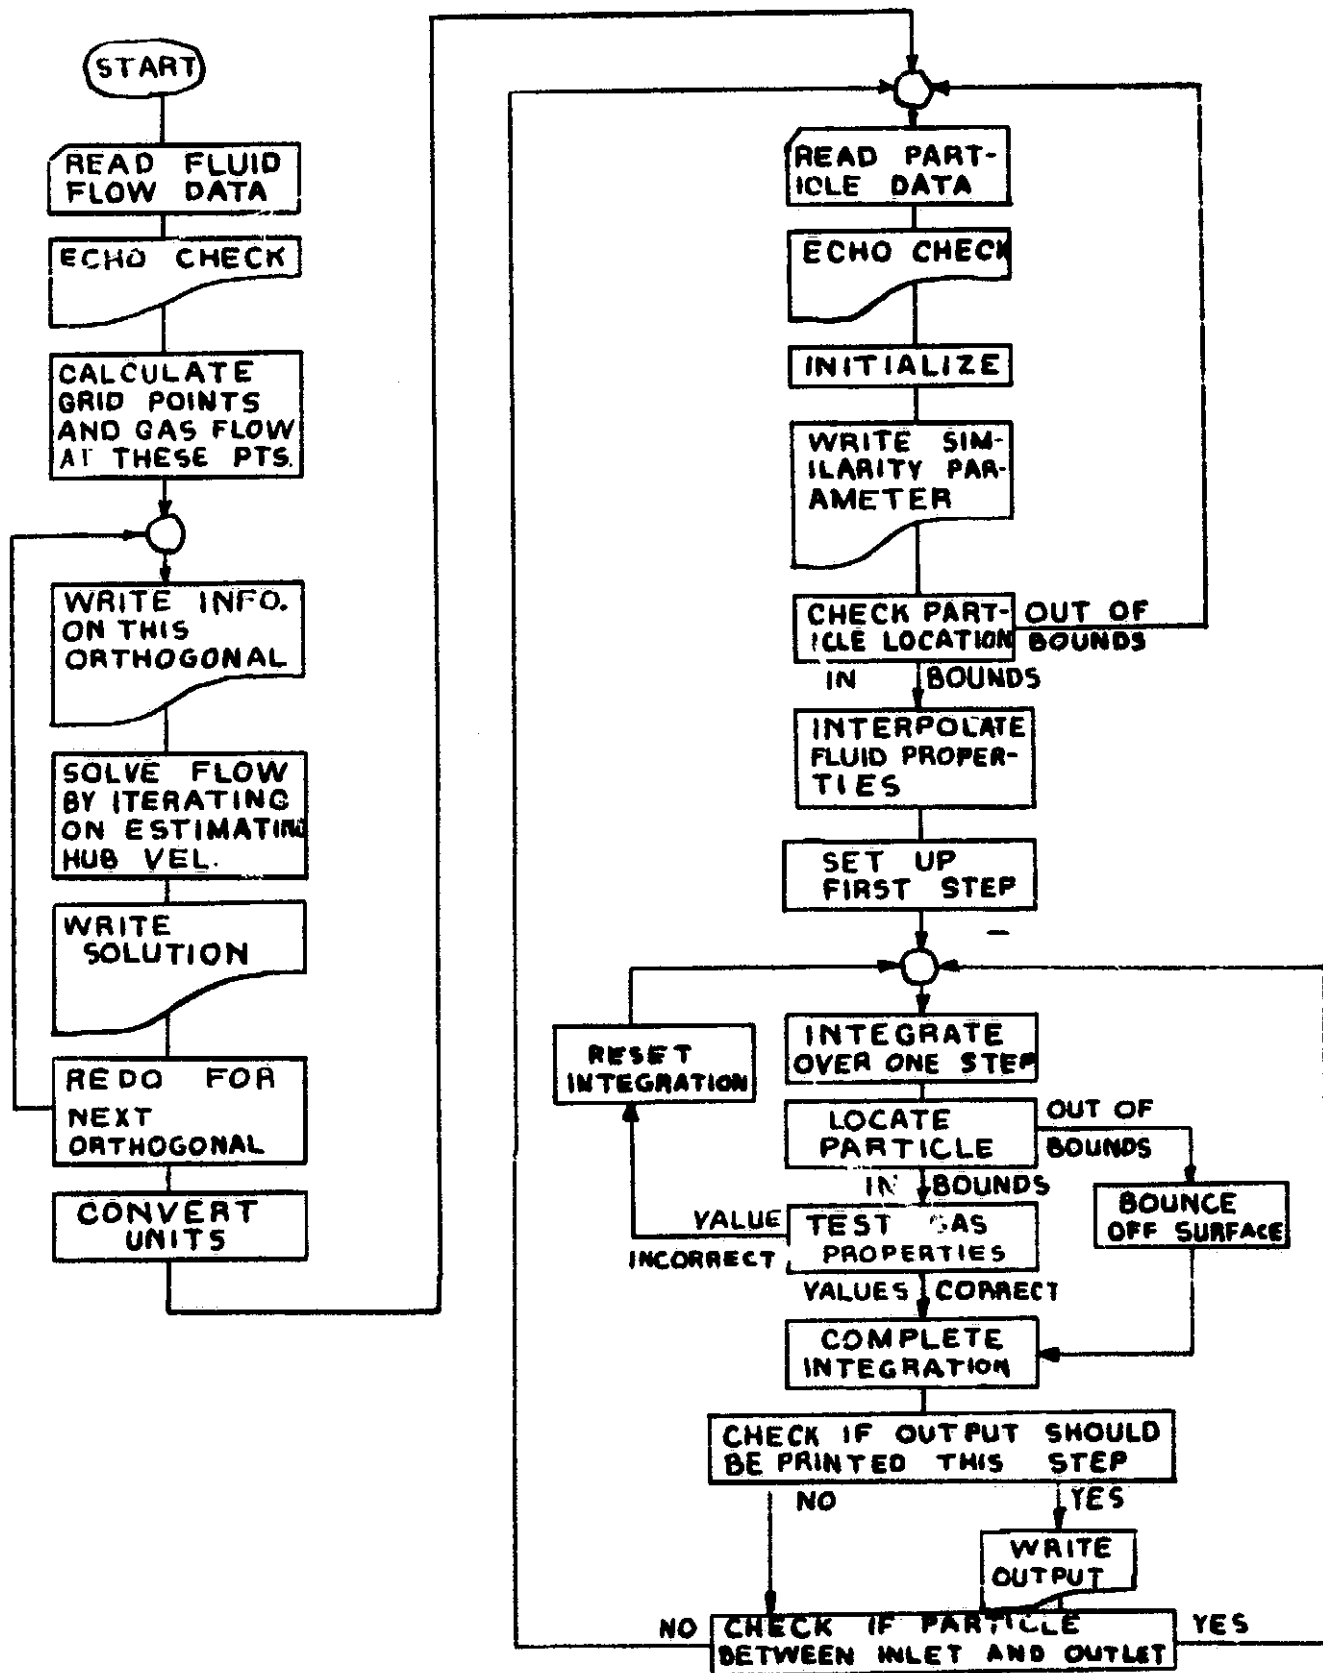 START
READ FLUID
FLOW DATA
ECHO CHECK
CALCULATE
GRID POINTS
AND GAS FLOW
AT THESE PTS.
WRITE INFO.
ON THIS
ORTHOGONAL
SOLVE FLOW
BY ITERATING
ON ESTIMATING
HUB VEL.
WRITE
SOLUTION
REDO FOR
NEXT
ORTHOGONAL
CONVERT
UNITS
READ PART-
ICLE DATA
ECHO CHECK
INITIALIZE
WRITE SIM-
ILARITY PAR-
AMETER
CHECK PART-
ICLE LOCATION
OUT OF
BOUNDS
IN BOUNDS
INTERPOLATE
FLUID PROPER-
TIES
SET UP
FIRST STEP
INTEGRATE
OVER ONE STEP
RESET
INTEGRATION
LOCATE
PARTICLE
OUT OF
BOUNDS
IN BOUNDS
BOUNCE
OFF SURFACE
VALUE
INCORRECT
TEST GAS
PROPERTIES
VALUES CORRECT
COMPLETE
INTEGRATION
CHECK IF OUTPUT SHOULD
BE PRINTED THIS STEP
NO
YES
WRITE
OUTPUT
NO
CHECK IF PARTICLE
BETWEEN INLET AND OUTLET
YES